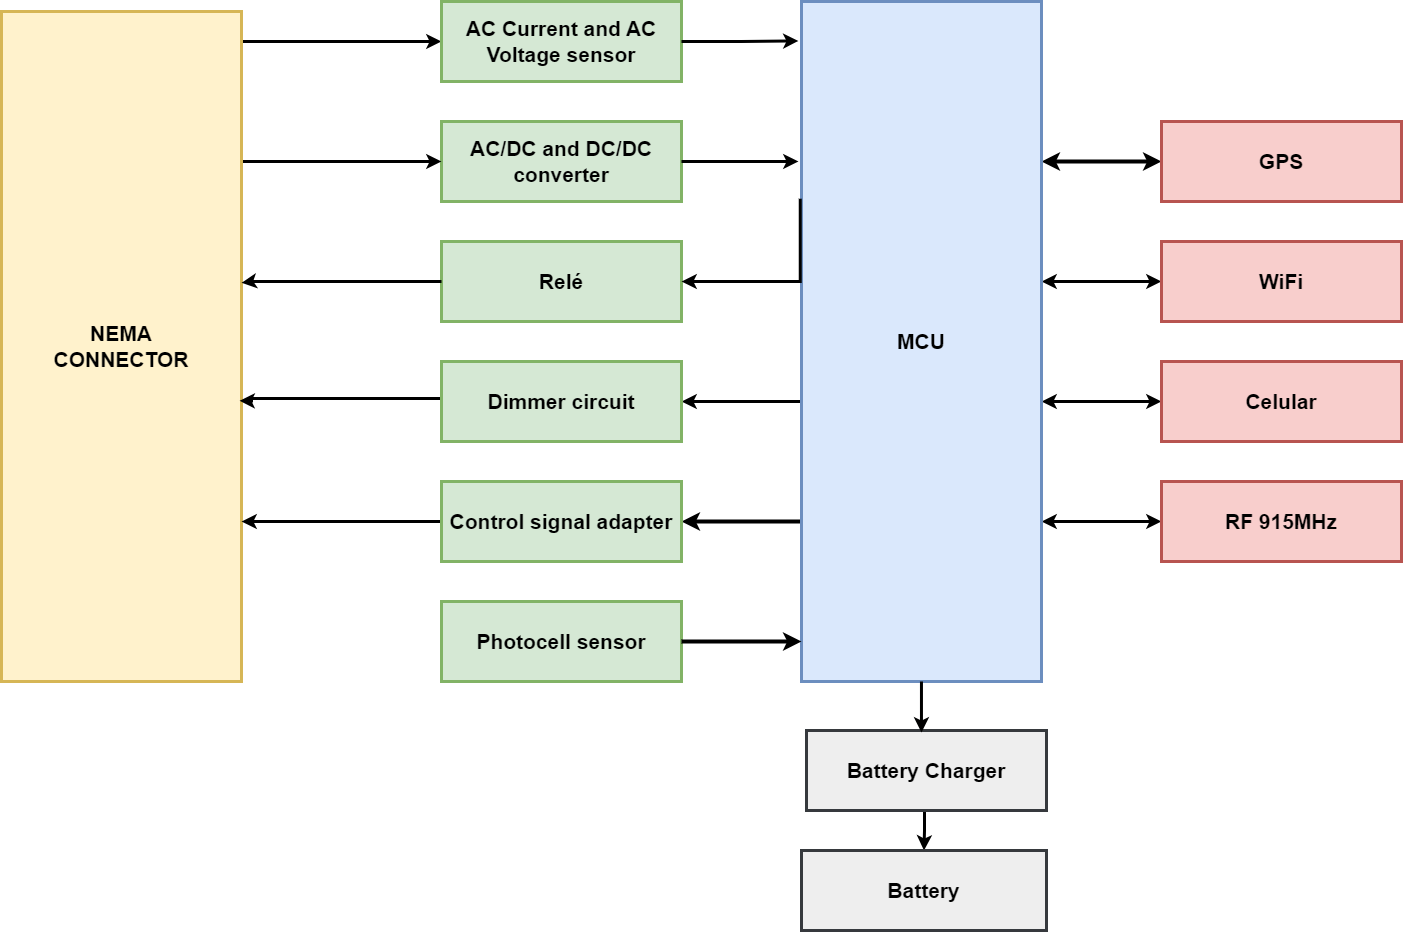 NEMA
CONNECTOR
AC Current and AC
Voltage sensor
AC/DC and DC/DC
converter
Relé
Dimmer circuit
Control signal adapter
Photocell sensor
MCU
GPS
WiFi
Celular
RF 915MHz
Battery Charger
Battery